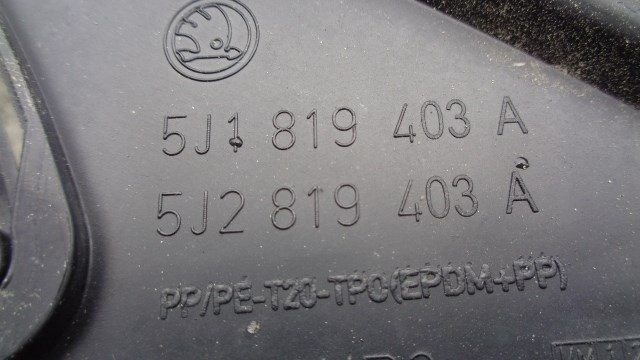 5J1 819 403 A
5J2 819 403 A
PP/PE-T20-TPO(EPDM+PP)